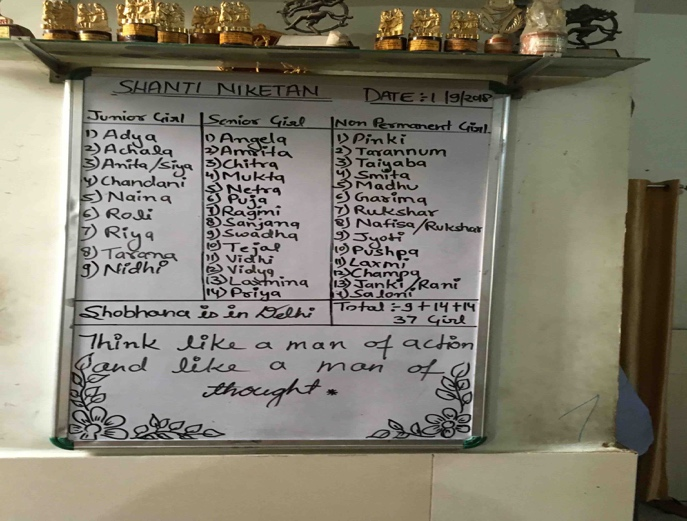 SHANTI NIKETAN DATE :- 1/9/2018
Junior Girl
1) Adya
2) Achala
3) Anita/Siya
4) Chandani
5) Naina
6) Roli
7) Riya
8) Tarana
9) Nidhi
Senior Girl
1) Angela
2) Amrita
3) Chitra
4) Mukta
5) Netra
6) Puja
7) Ragmi
8) Sanjana
9) Swadha
10) Tejal
11) Vidhi
12) Vidya
13) Lasmina
14) Priya
Non Permanent Girl
1) Pinki
2) Tarannum
3) Taiyaba
4) Smita
5) Madhu
6) Garima
7) Rukshar
8) Nafisa/Rukshar
9) Jyoti
10) Pushpa
11) Laxmi
12) Champa
13) Janki/Rani
14) Saloni
Shobhana is in Delhi
Total :- 9+14+14
37 Girl
Think like a man of action
and like a man of
thought *